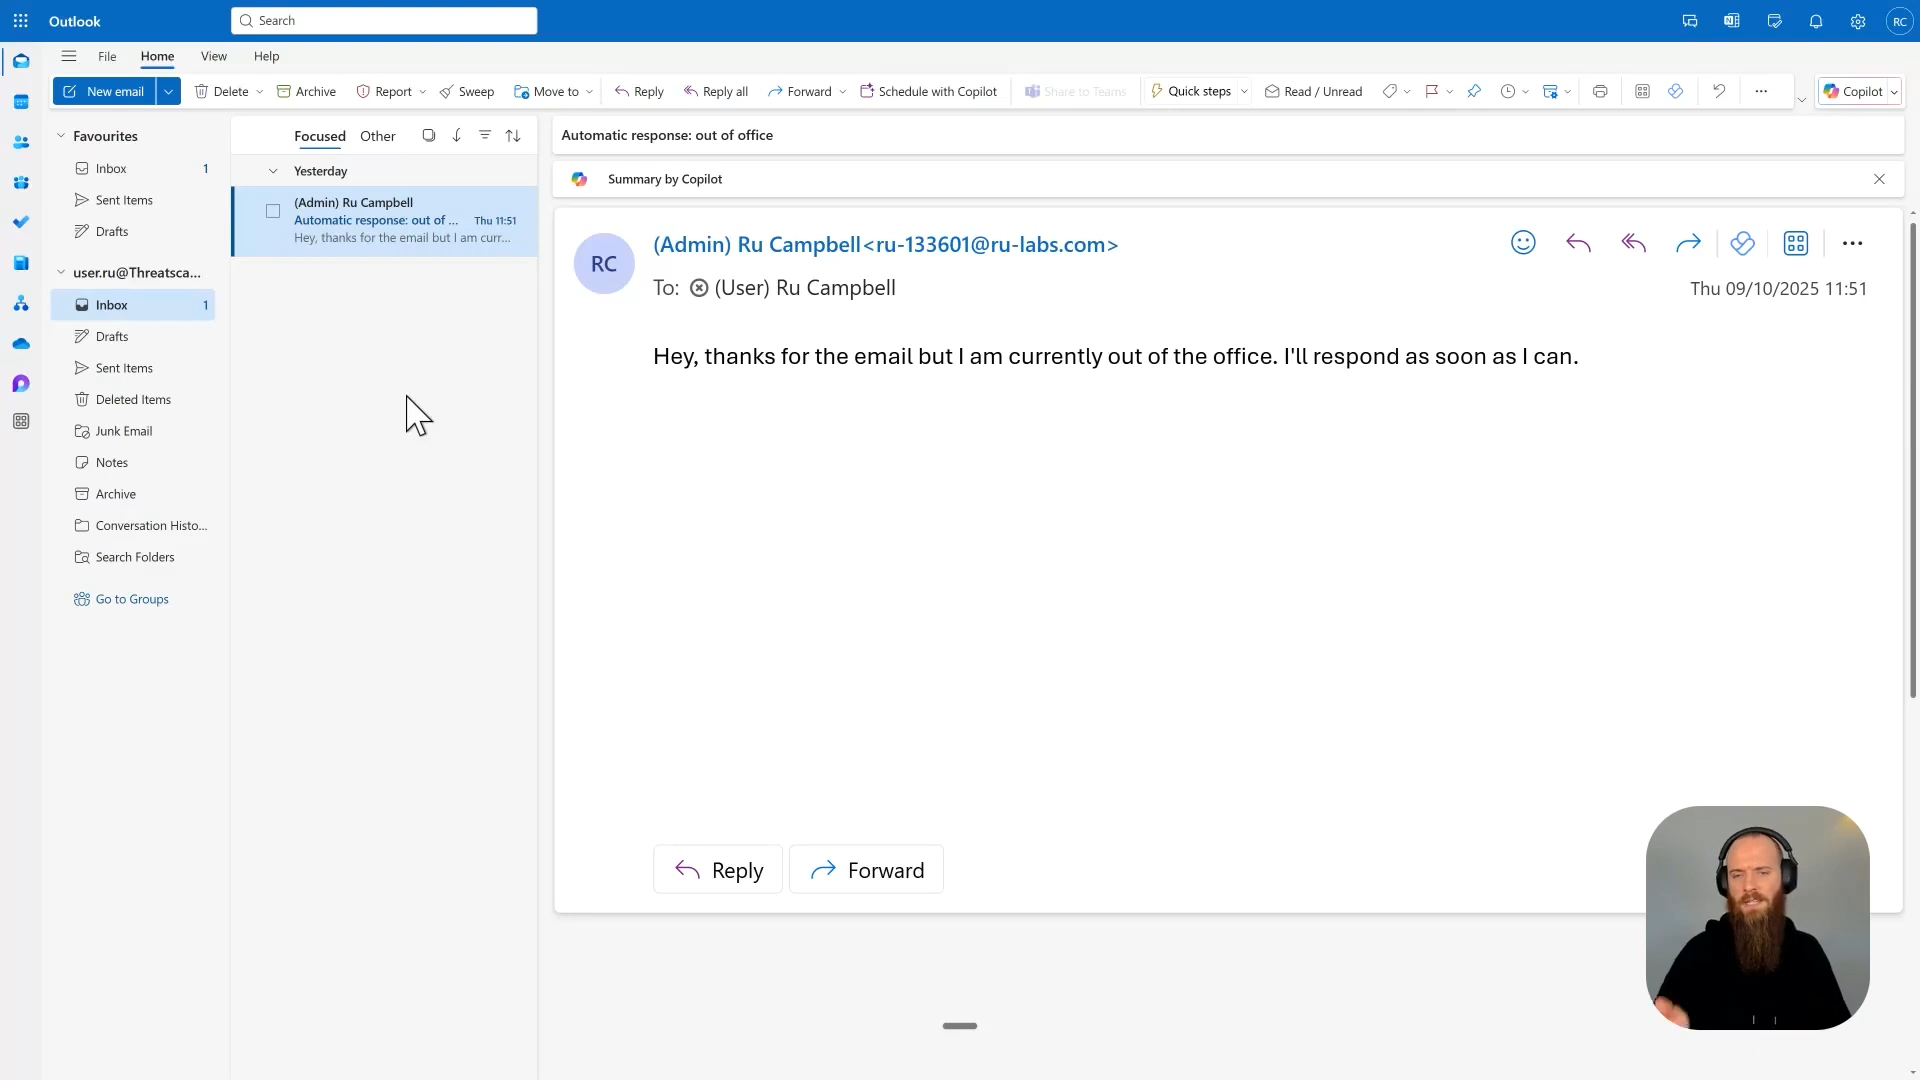 Outlook
Search
RC
File Home View Help
New email Delete Archive Report Sweep Move to Reply Reply all Forward Schedule with Copilot Share to Teams Quick steps Read / Unread Copilot
Favourites
Inbox 1
Sent Items
Drafts
user.ru@Threatsca...
Inbox 1
Drafts
Sent Items
Deleted Items
Junk Email
Notes
Archive
Conversation Histo...
Search Folders
Go to Groups
Focused Other
Yesterday
(Admin) Ru Campbell
Automatic response: out of ... Thu 11:51
Hey, thanks for the email but I am curr...
Automatic response: out of office
Summary by Copilot
RC
(Admin) Ru Campbell<ru-133601@ru-labs.com>
To: (User) Ru Campbell
Thu 09/10/2025 11:51
Hey, thanks for the email but I am currently out of the office. I'll respond as soon as I can.
Reply Forward